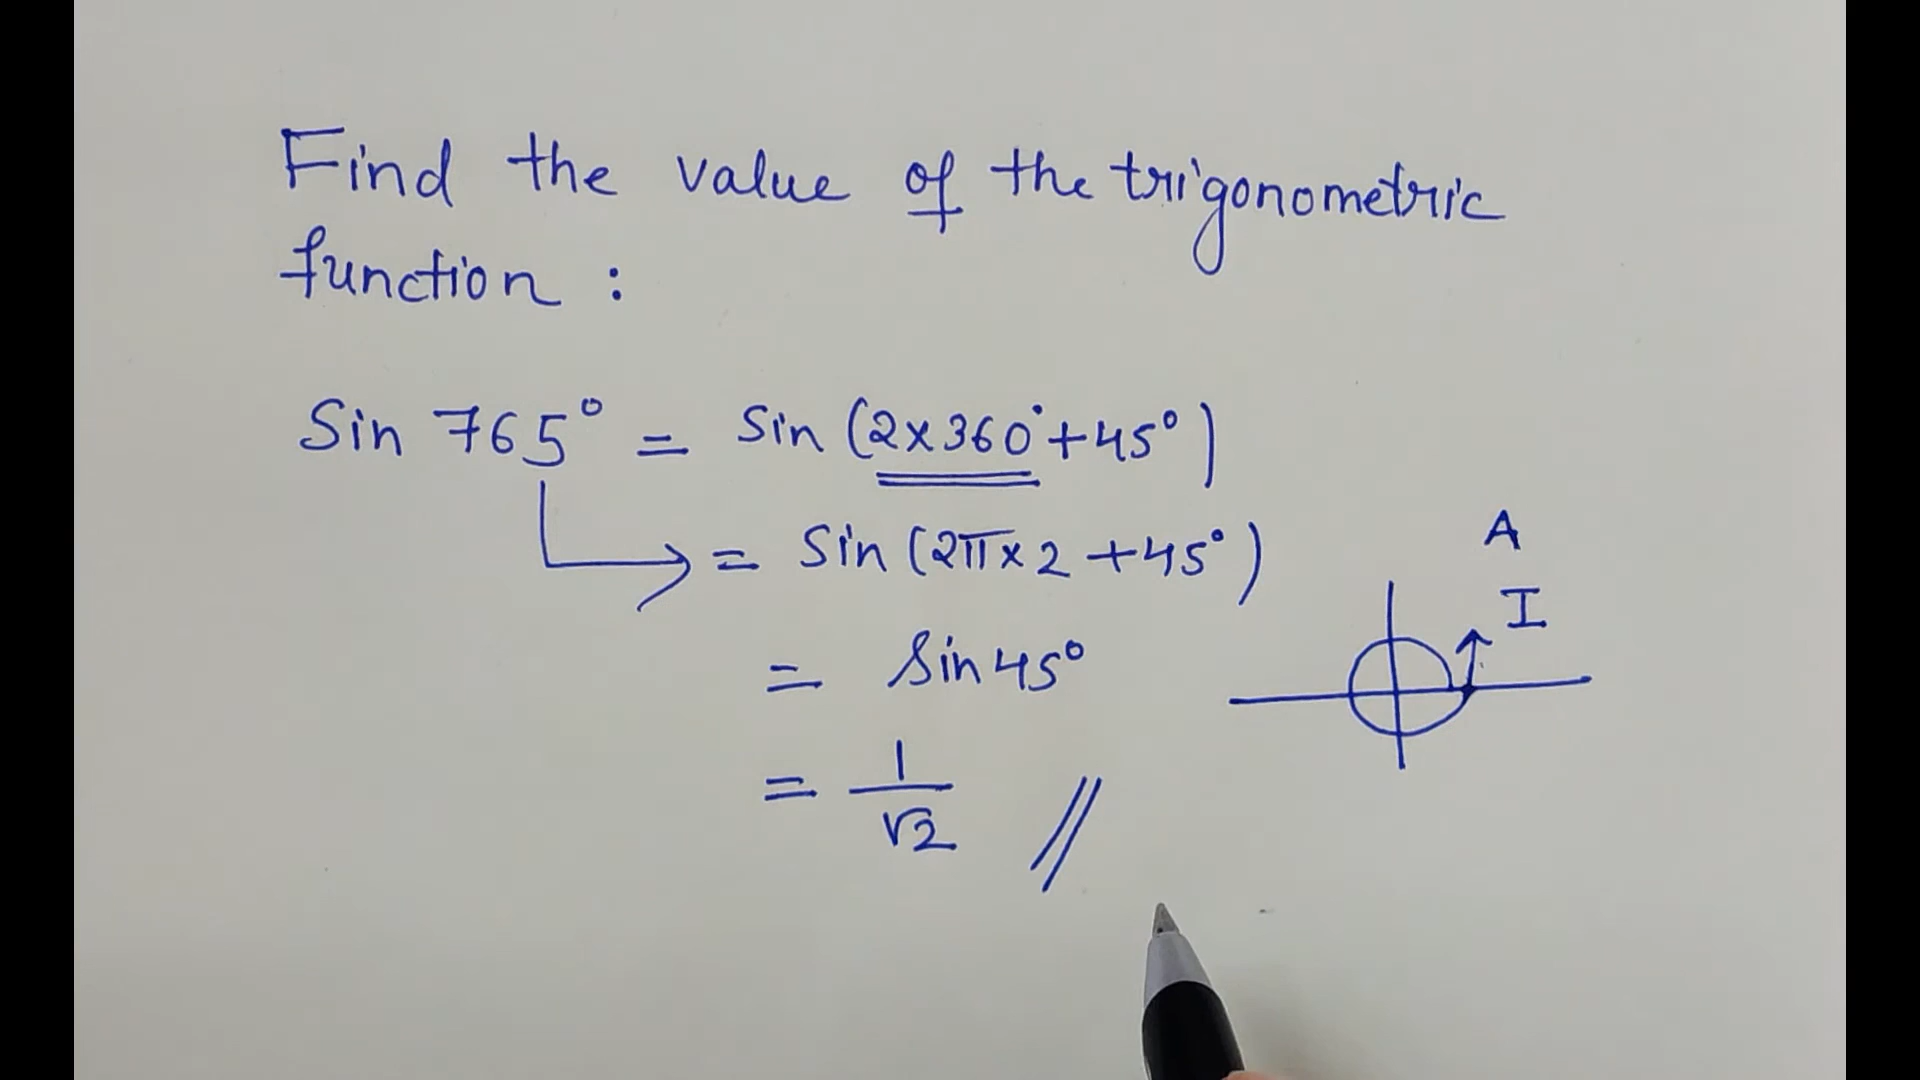 Find the value of the trigonometric
function :
Sin 765° = Sin (2×360°+45°)
= Sin (2π×2 +45°)
= Sin 45°
= 1/√2 //
A
I